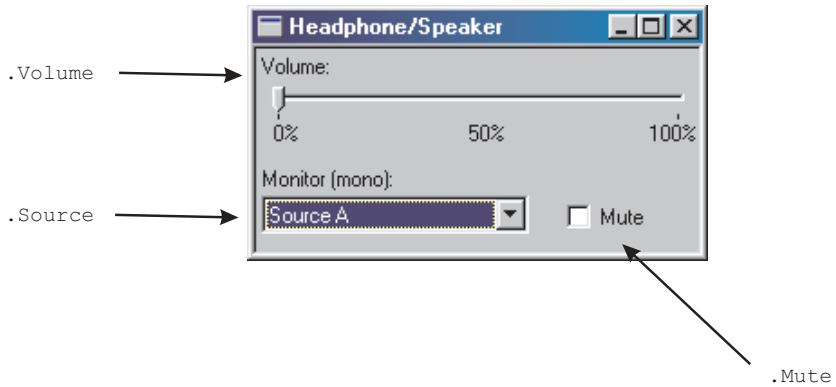 Headphone/Speaker
.Volume
Volume:
0% 50% 100%
Monitor (mono):
.Source
Source A
Mute
.Mute